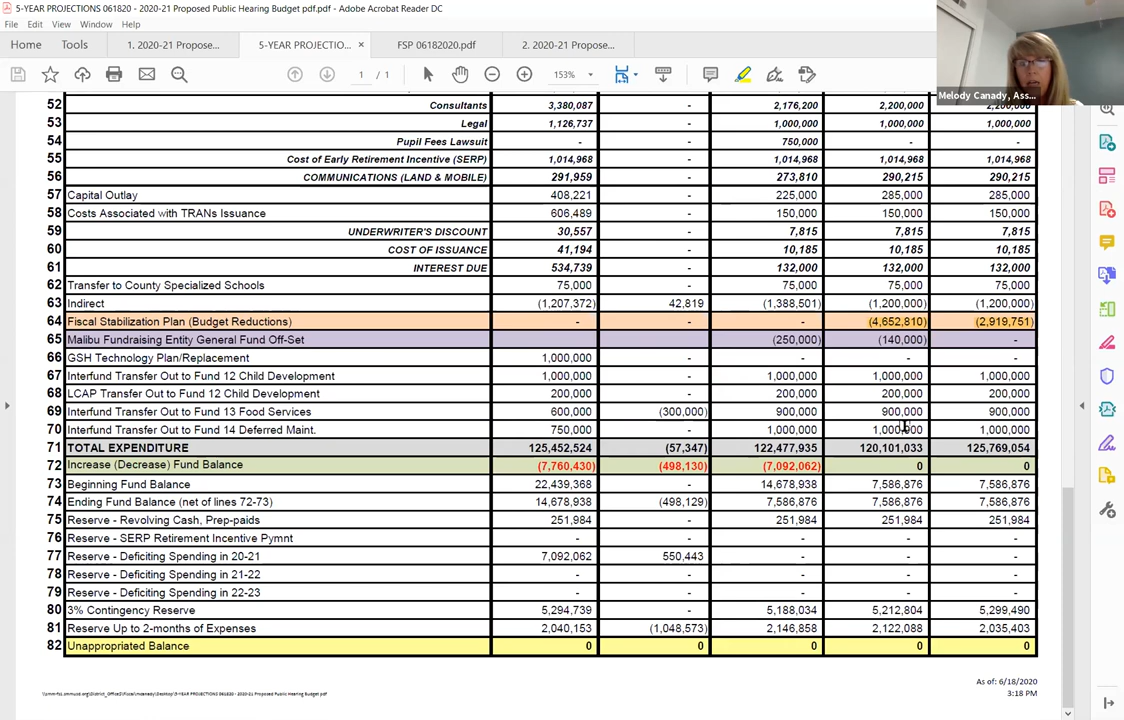 5-YEAR PROJECTIONS 061820 - 2020-21 Proposed Public Hearing Budget pdf.pdf - Adobe Acrobat Reader DC
File Edit View Window Help
Home Tools 1. 2020-21 Propose... 5-YEAR PROJECTIO... × FSP 06182020.pdf 2. 2020-21 Propose...
1 / 1 153%
Melody Canady, Ass...
52 Consultants 3,380,087 - 2,176,200 2,200,000 2,200,000
53 Legal 1,126,737 - 1,000,000 1,000,000 1,000,000
54 Pupil Fees Lawsuit - - 750,000 - -
55 Cost of Early Retirement Incentive (SERP) 1,014,968 - 1,014,968 1,014,968 1,014,968
56 COMMUNICATIONS (LAND & MOBILE) 291,959 - 273,810 290,215 290,215
57 Capital Outlay 408,221 - 225,000 285,000 285,000
58 Costs Associated with TRANs Issuance 606,489 - 150,000 150,000 150,000
59 UNDERWRITER'S DISCOUNT 30,557 - 7,815 7,815 7,815
60 COST OF ISSUANCE 41,194 - 10,185 10,185 10,185
61 INTEREST DUE 534,739 - 132,000 132,000 132,000
62 Transfer to County Specialized Schools 75,000 - 75,000 75,000 75,000
63 Indirect (1,207,372) 42,819 (1,388,501) (1,200,000) (1,200,000)
64 Fiscal Stabilization Plan (Budget Reductions) - - - (4,652,810) (2,919,751)
65 Malibu Fundraising Entity General Fund Off-Set (250,000) (140,000) -
66 GSH Technology Plan/Replacement 1,000,000 - - - -
67 Interfund Transfer Out to Fund 12 Child Development 1,000,000 - 1,000,000 1,000,000 1,000,000
68 LCAP Transfer Out to Fund 12 Child Development 200,000 - 200,000 200,000 200,000
69 Interfund Transfer Out to Fund 13 Food Services 600,000 (300,000) 900,000 900,000 900,000
70 Interfund Transfer Out to Fund 14 Deferred Maint. 750,000 - 1,000,000 1,000,000 1,000,000
71 TOTAL EXPENDITURE 125,452,524 (57,347) 122,477,935 120,101,033 125,769,054
72 Increase (Decrease) Fund Balance (7,760,430) (498,130) (7,092,062) 0 0
73 Beginning Fund Balance 22,439,368 14,678,938 7,586,876 7,586,876
74 Ending Fund Balance (net of lines 72-73) 14,678,938 (498,129) 7,586,876 7,586,876 7,586,876
75 Reserve - Revolving Cash, Prep-paids 251,984 - 251,984 251,984 251,984
76 Reserve - SERP Retirement Incentive Pymnt - - - - -
77 Reserve - Deficiting Spending in 20-21 7,092,062 550,443 - - -
78 Reserve - Deficiting Spending in 21-22 - - - - -
79 Reserve - Deficiting Spending in 22-23 - - - - -
80 3% Contingency Reserve 5,294,739 - 5,188,034 5,212,804 5,299,490
81 Reserve Up to 2-months of Expenses 2,040,153 (1,048,573) 2,146,858 2,122,088 2,035,403
82 Unappropriated Balance 0 0 0 0 0
As of: 6/18/2020
3:18 PM